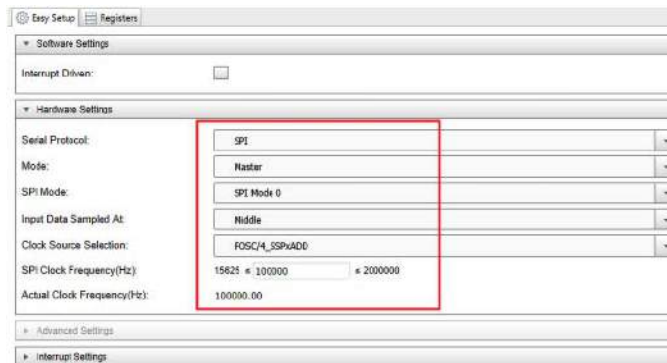 Easy Setup Registers
Software Settings
Interrupt Driven:
Hardware Settings
Serial Protocol: SPI
Mode: Master
SPI Mode: SPI Mode 0
Input Data Sampled At: Middle
Clock Source Selection: FOSC/4_SSPxADD
SPI Clock Frequency(Hz): 15625 ≤ 100000 ≤ 2000000
Actual Clock Frequency(Hz): 100000.00
Advanced Settings
Interrupt Settings